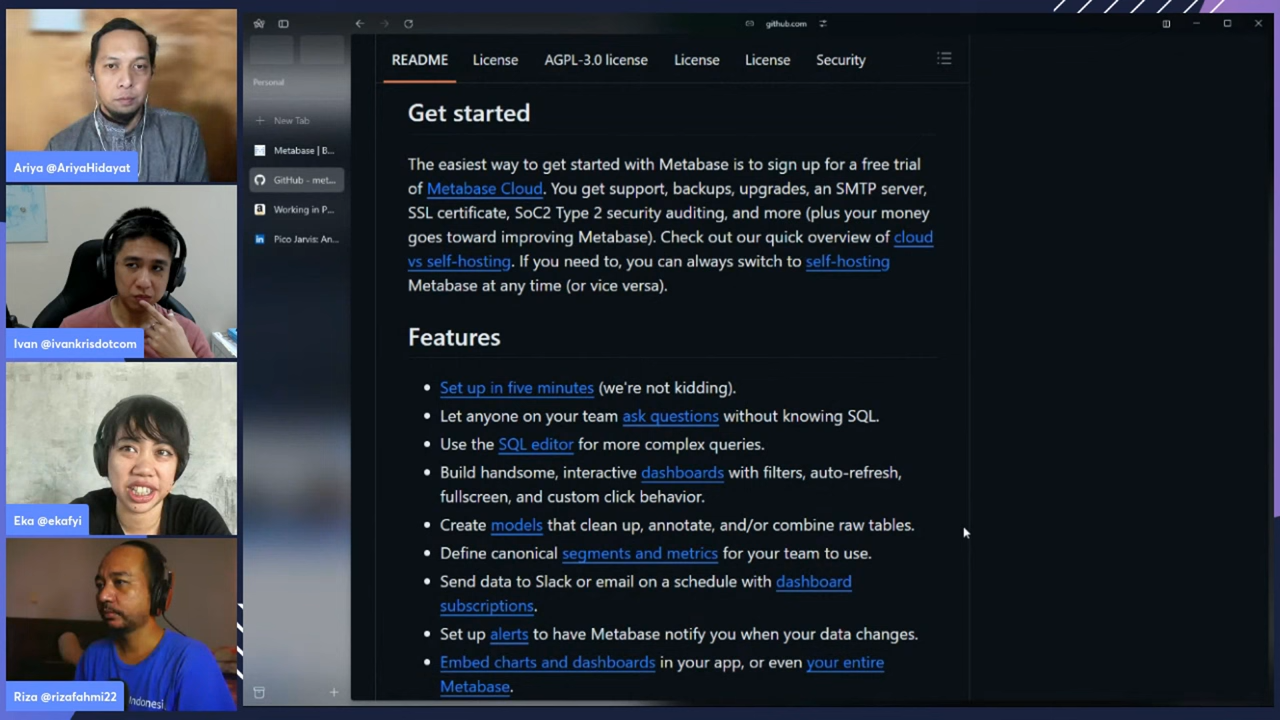 Ariya @AriyaHidayat
Ivan @ivankrisdotcom
Eka @ekafyi
Indonesi
Riza @rizafahmi22
github.com
Personal
New Tab
Metabase | B...
GitHub - met...
Working in P...
Pico Jarvis: An...
README License AGPL-3.0 license License License Security
Get started
The easiest way to get started with Metabase is to sign up for a free trial
of Metabase Cloud. You get support, backups, upgrades, an SMTP server,
SSL certificate, SoC2 Type 2 security auditing, and more (plus your money
goes toward improving Metabase). Check out our quick overview of cloud
vs self-hosting. If you need to, you can always switch to self-hosting
Metabase at any time (or vice versa).
Features
• Set up in five minutes (we're not kidding).
• Let anyone on your team ask questions without knowing SQL.
• Use the SQL editor for more complex queries.
• Build handsome, interactive dashboards with filters, auto-refresh,
fullscreen, and custom click behavior.
• Create models that clean up, annotate, and/or combine raw tables.
• Define canonical segments and metrics for your team to use.
• Send data to Slack or email on a schedule with dashboard
subscriptions.
• Set up alerts to have Metabase notify you when your data changes.
• Embed charts and dashboards in your app, or even your entire
Metabase.